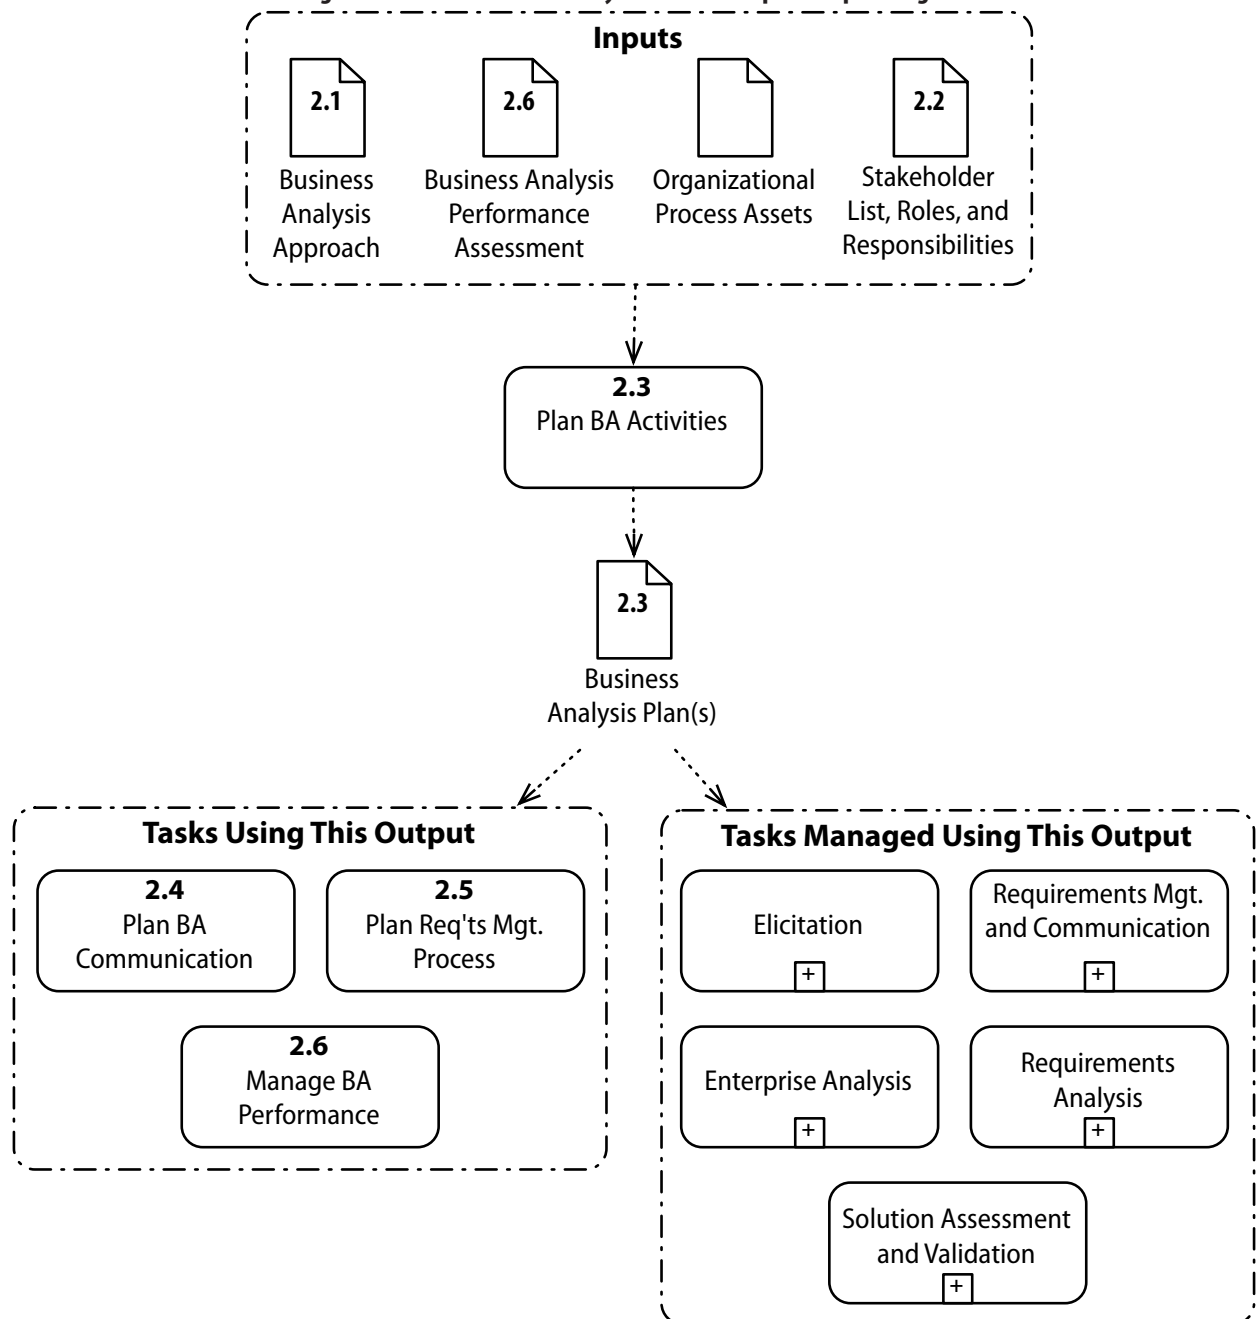 Inputs
2.1
Business
Analysis
Approach
2.6
Business Analysis
Performance
Assessment
Organizational
Process Assets
2.2
Stakeholder
List, Roles, and
Responsibilities
2.3
Plan BA Activities
2.3
Business
Analysis Plan(s)
Tasks Using This Output
2.4
Plan BA
Communication
2.5
Plan Req'ts Mgt.
Process
2.6
Manage BA
Performance
Tasks Managed Using This Output
Elicitation
+
Requirements Mgt.
and Communication
+
Enterprise Analysis
+
Requirements
Analysis
+
Solution Assessment
and Validation
+